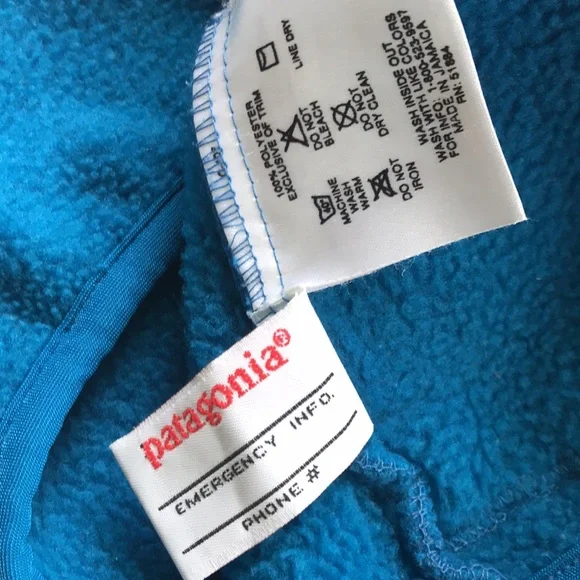 100% POLYESTER
EXCLUSIVE OF TRIM
DO NOT
BLEACH
LINE DRY
MACHINE
WASH
WARM
DO NOT
IRON
DO NOT
DRY CLEAN
WASH INSIDE OUT
WASH WITH LIKE COLORS
FOR INFO. 1-800-523-9597
MADE IN JAMAICA
RN: 51884
patagonia®
EMERGENCY INFO.
PHONE #